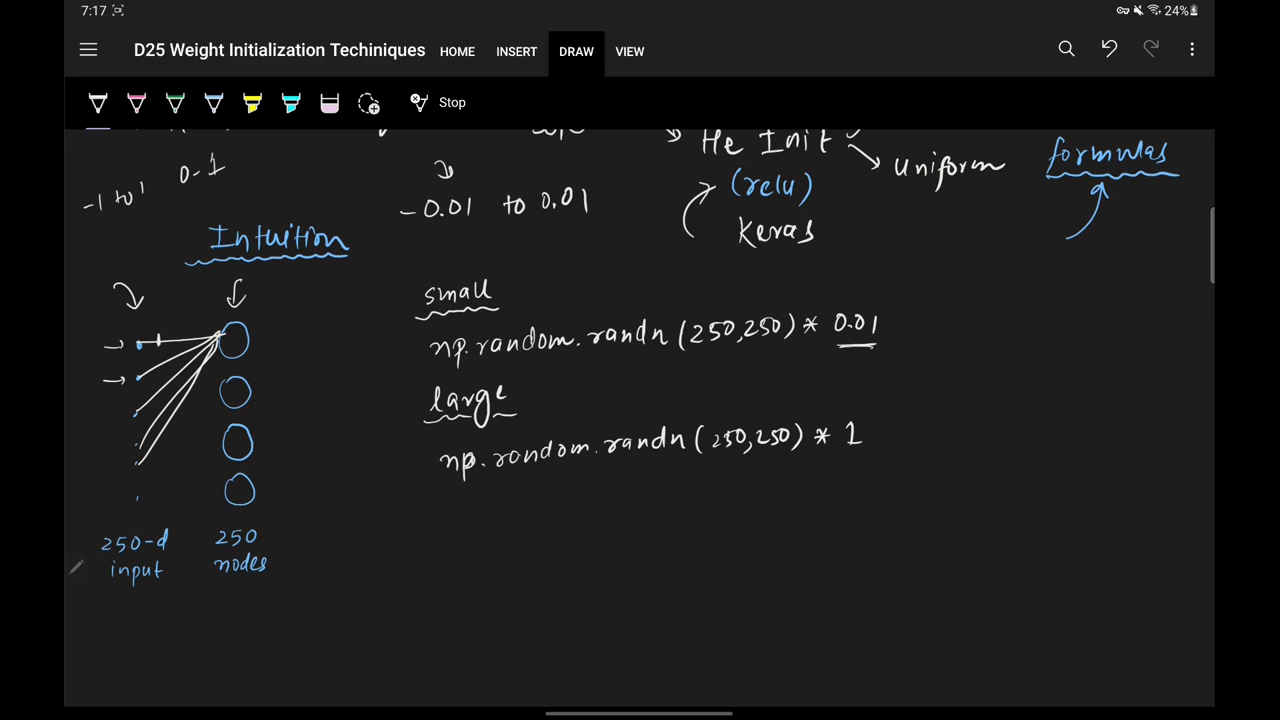 7:17 24%
D25 Weight Initialization Techiniques HOME INSERT DRAW VIEW
Stop
He Init
uniform
formulas
0-1
-1 to 1
-0.01 to 0.01
(relu)
Keras
Intuition
small
np.random.randn(250,250) * 0.01
large
np.random.randn(250,250) * 1
250-d
input
250
nodes